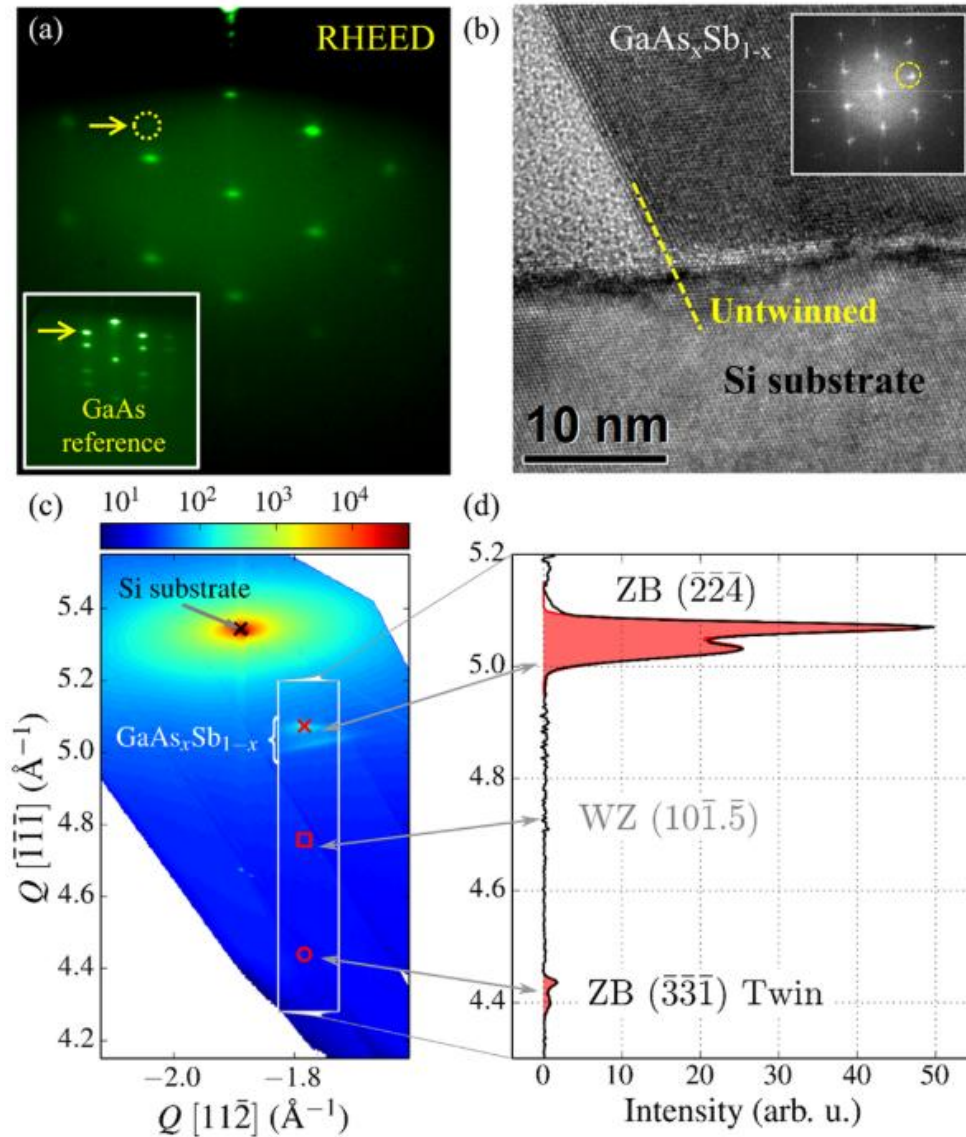 (a)
RHEED
GaAs
reference
(b)
GaAsₓSb₁₋ₓ
Untwinned
Si substrate
10 nm
(c)
10¹ 10² 10³ 10⁴
Si substrate
GaAsₓSb₁₋ₓ
5.4
5.2
5.0
4.8
4.6
4.4
4.2
Q [1̅1̅1̅] (Å⁻¹)
−2.0 −1.8
Q [112̅] (Å⁻¹)
(d)
5.2
5.0
4.8
4.6
4.4
ZB (2̅2̅4̅)
WZ (101̅.5̅)
ZB (3̅3̅1̅) Twin
0 10 20 30 40 50
Intensity (arb. u.)